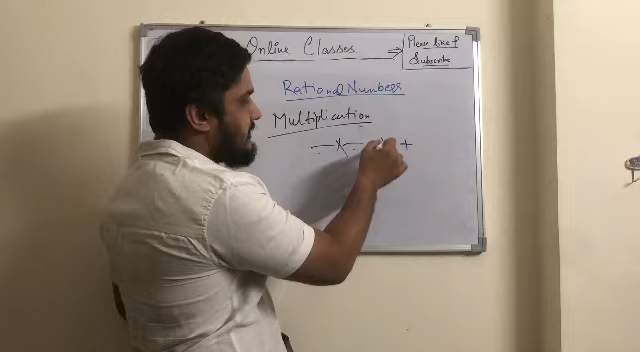 Online Classes → Please like &
Subscribe
Rational Numbers
Multiplication
— × — +